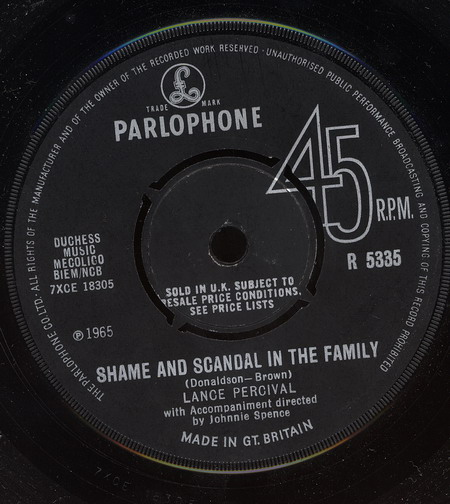 ALL RIGHTS OF THE MANUFACTURER AND OF THE OWNER OF THE RECORDED WORK RESERVED · UNAUTHORISED PUBLIC PERFORMANCE BROADCASTING AND COPYING OF THIS RECORD PROHIBITED
THE PARLOPHONE CO. LTD.
£
TRADE MARK
PARLOPHONE
45
R.P.M.
R 5335
DUCHESS
MUSIC
MECOLICO
BIEM/NCB
7XCE 18305
SOLD IN U.K. SUBJECT TO
RESALE PRICE CONDITIONS,
SEE PRICE LISTS
℗ 1965
SHAME AND SCANDAL IN THE FAMILY
(Donaldson—Brown)
LANCE PERCIVAL
with Accompaniment directed
by Johnnie Spence
MADE IN GT. BRITAIN